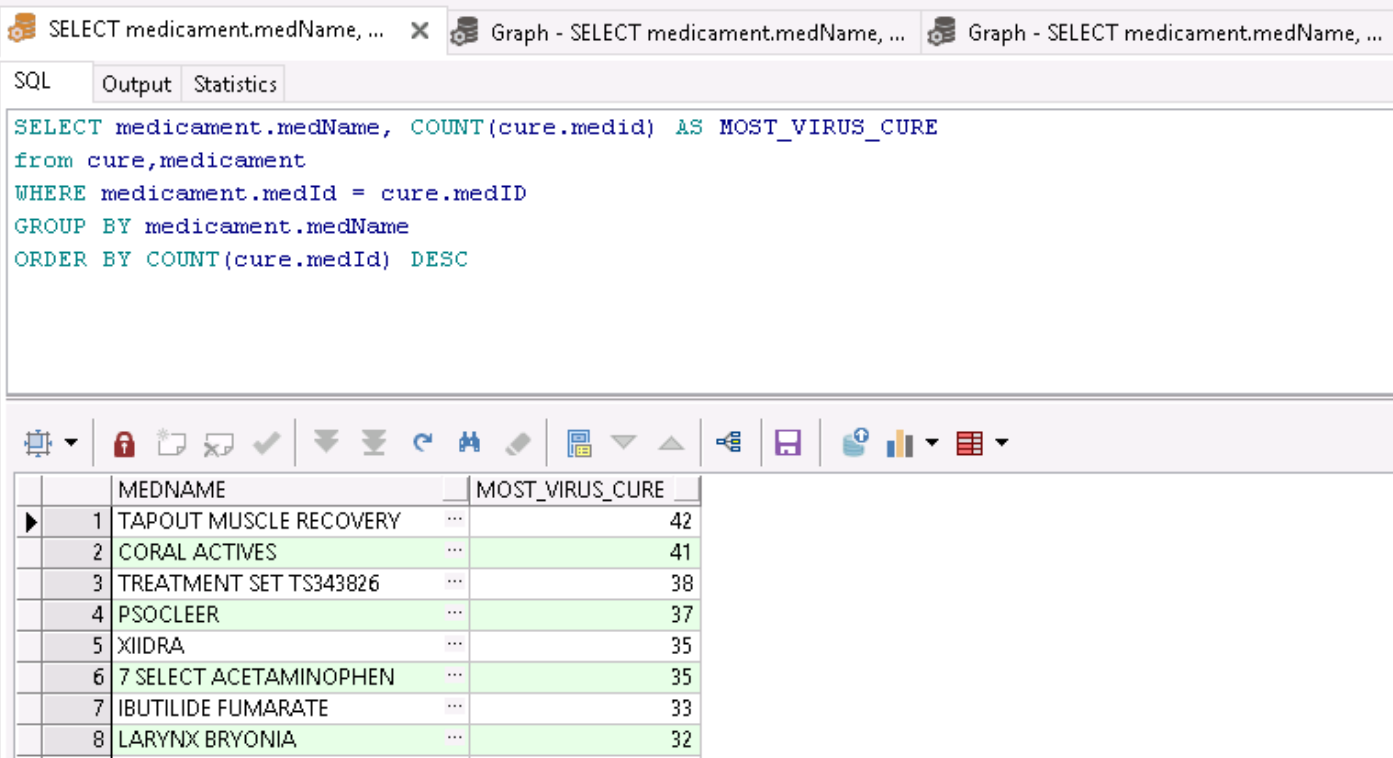 SELECT medicament.medName, ... Graph - SELECT medicament.medName, ... Graph - SELECT medicament.medName, ...
SQL Output Statistics
SELECT medicament.medName, COUNT(cure.medid) AS MOST_VIRUS_CURE
from cure,medicament
WHERE medicament.medId = cure.medID
GROUP BY medicament.medName
ORDER BY COUNT(cure.medId) DESC
MEDNAME MOST_VIRUS_CURE
1 TAPOUT MUSCLE RECOVERY ... 42
2 CORAL ACTIVES ... 41
3 TREATMENT SET TS343826 ... 38
4 PSOCLEER ... 37
5 XIIDRA ... 35
6 7 SELECT ACETAMINOPHEN ... 35
7 IBUTILIDE FUMARATE ... 33
8 LARYNX BRYONIA ... 32